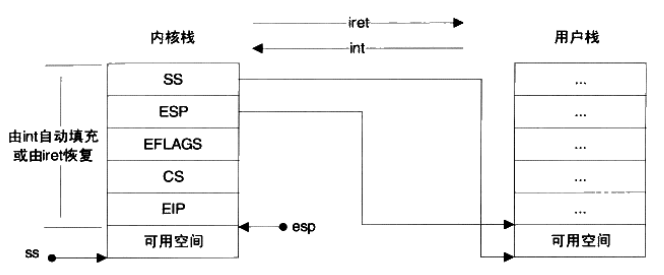 iret
内核栈
int
用户栈
SS
...
ESP
...
由int自动填充
或由iret恢复
EFLAGS
...
CS
...
EIP
...
esp
可用空间
可用空间
ss